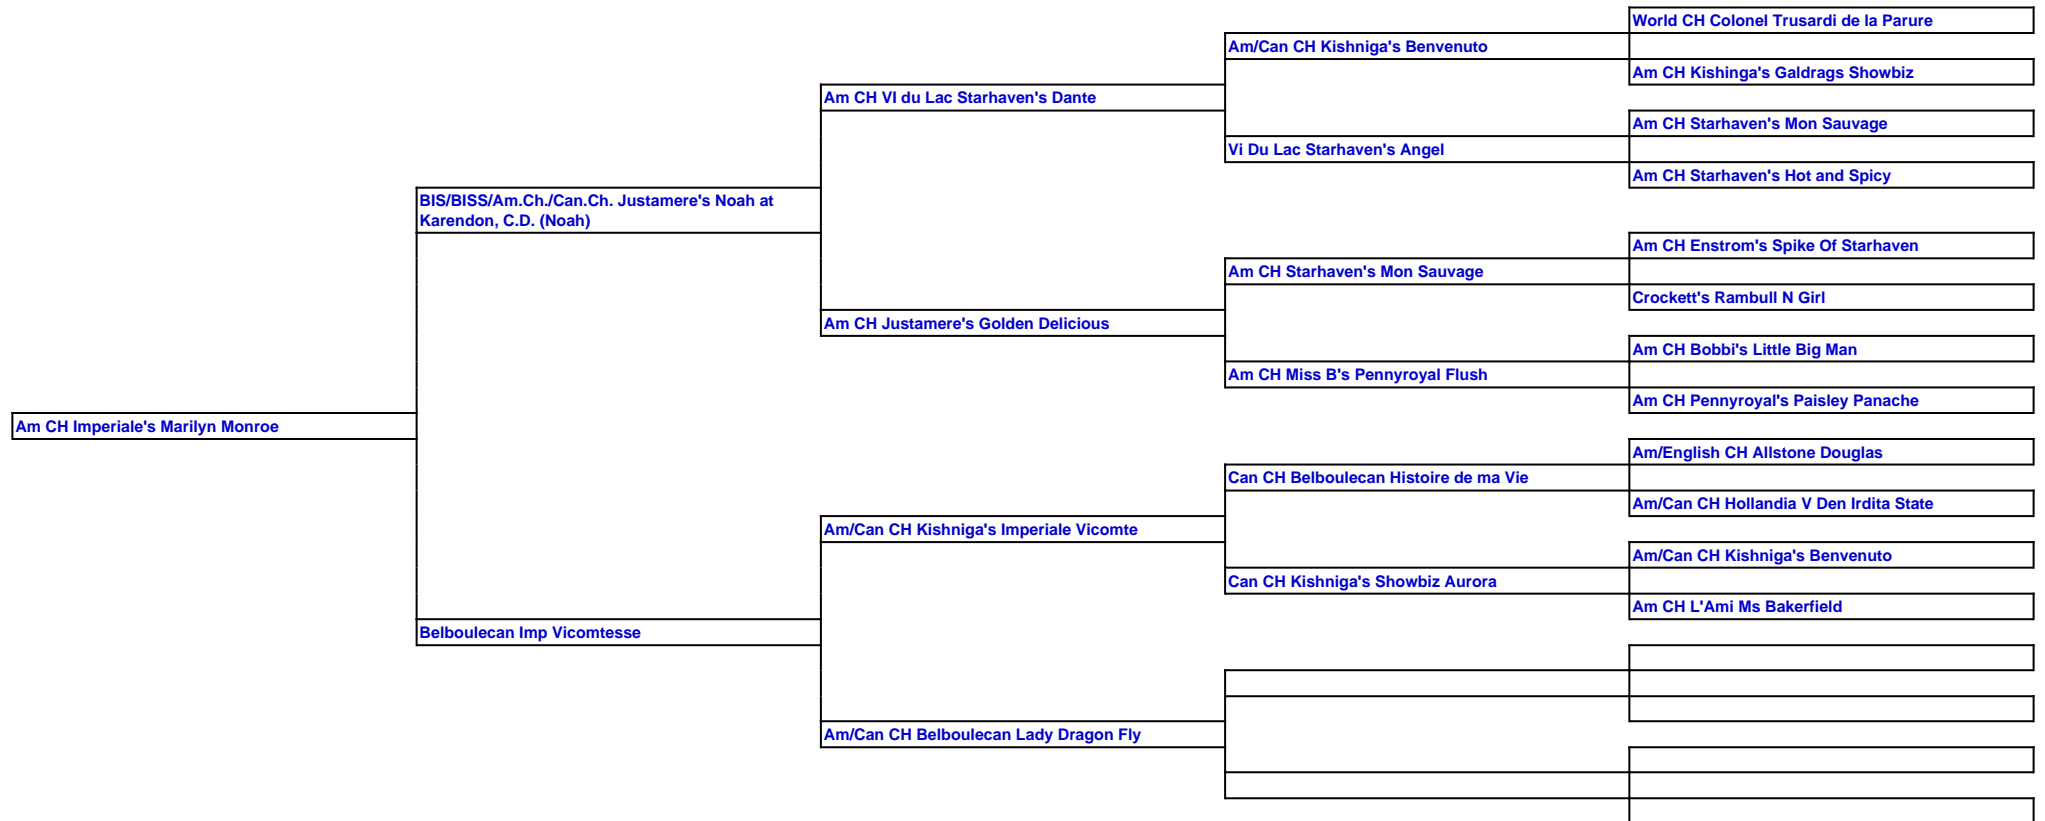 World CH Colonel Trusardi de la Parure
Am/Can CH Kishniga's Benvenuto
Am CH Kishinga's Galdrags Showbiz
Am CH VI du Lac Starhaven's Dante
Am CH Starhaven's Mon Sauvage
Vi Du Lac Starhaven's Angel
Am CH Starhaven's Hot and Spicy
BIS/BISS/Am.Ch./Can.Ch. Justamere's Noah at
Karendon, C.D. (Noah)
Am CH Enstrom's Spike Of Starhaven
Am CH Starhaven's Mon Sauvage
Crockett's Rambull N Girl
Am CH Justamere's Golden Delicious
Am CH Bobbi's Little Big Man
Am CH Miss B's Pennyroyal Flush
Am CH Pennyroyal's Paisley Panache
Am CH Imperiale's Marilyn Monroe
Am/English CH Allstone Douglas
Can CH Belboulecan Histoire de ma Vie
Am/Can CH Hollandia V Den Irdita State
Am/Can CH Kishniga's Imperiale Vicomte
Am/Can CH Kishniga's Benvenuto
Can CH Kishniga's Showbiz Aurora
Am CH L'Ami Ms Bakerfield
Belboulecan Imp Vicomtesse
Am/Can CH Belboulecan Lady Dragon Fly